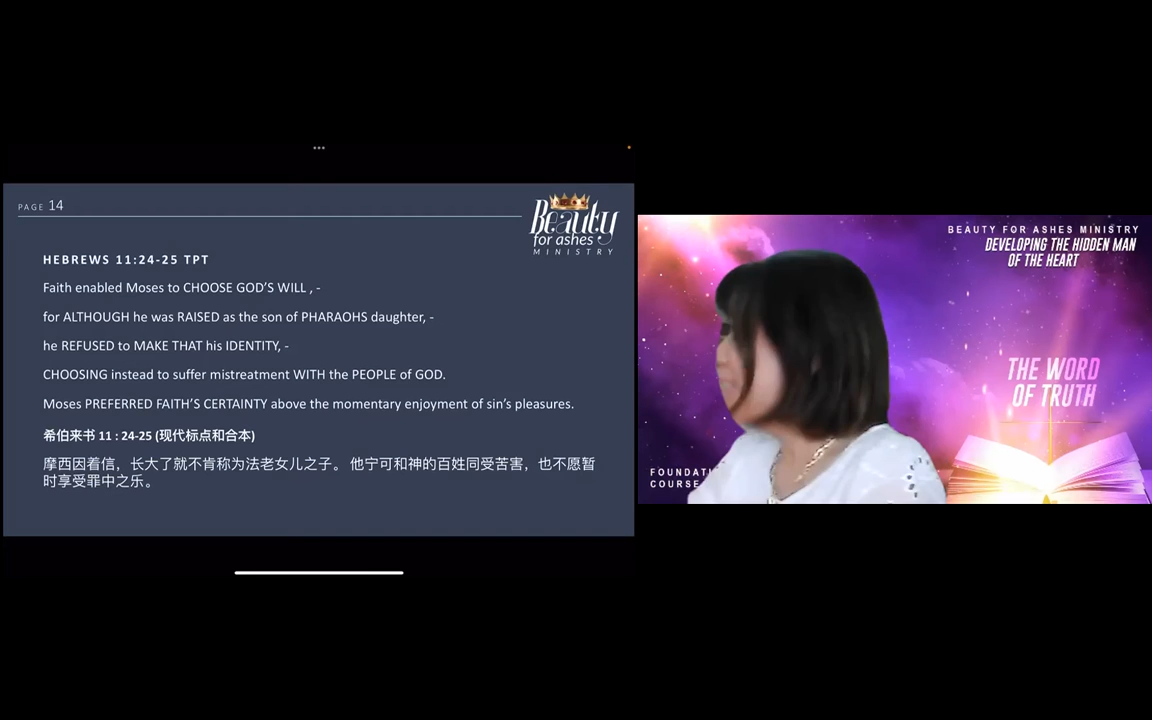 PAGE 14
Beauty
for ashes
MINISTRY
HEBREWS 11:24-25 TPT
Faith enabled Moses to CHOOSE GOD’S WILL , -
for ALTHOUGH he was RAISED as the son of PHARAOHS daughter, -
he REFUSED to MAKE THAT his IDENTITY, -
CHOOSING instead to suffer mistreatment WITH the PEOPLE of GOD.
Moses PREFERRED FAITH’S CERTAINTY above the momentary enjoyment of sin’s pleasures.
希伯来书 11 : 24-25 (现代标点和合本)
摩西因着信，长大了就不肯称为法老女儿之子。 他宁可和神的百姓同受苦害，也不愿暂
时享受罪中之乐。
BEAUTY FOR ASHES MINISTRY
DEVELOPING THE HIDDEN MAN
OF THE HEART
THE WORD
OF TRUTH
COURSE